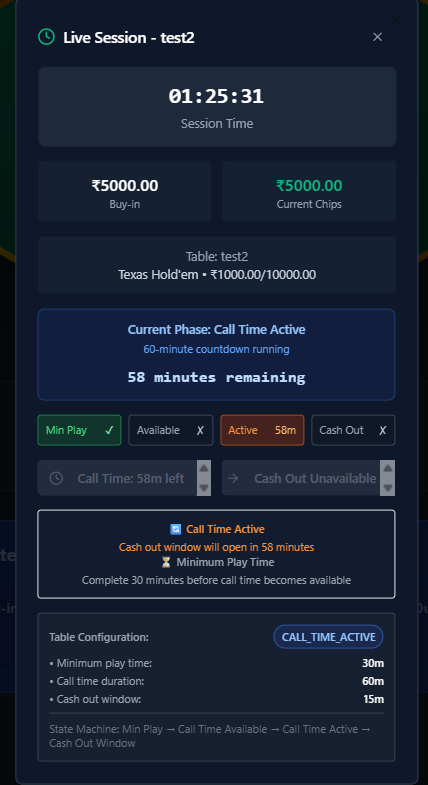 Live Session - test2
01:25:31
Session Time
₹5000.00
Buy-in
₹5000.00
Current Chips
Table: test2
Texas Hold'em • ₹1000.00/10000.00
Current Phase: Call Time Active
60-minute countdown running
58 minutes remaining
Min Play ✓
Available ✗
Active 58m
Cash Out ✗
Call Time: 58m left
→ Cash Out Unavailable
🔄 Call Time Active
Cash out window will open in 58 minutes
⏳ Minimum Play Time
Complete 30 minutes before call time becomes available
Table Configuration: CALL_TIME_ACTIVE
• Minimum play time: 30m
• Call time duration: 60m
• Cash out window: 15m
State Machine: Min Play → Call Time Available → Call Time Active →
Cash Out Window